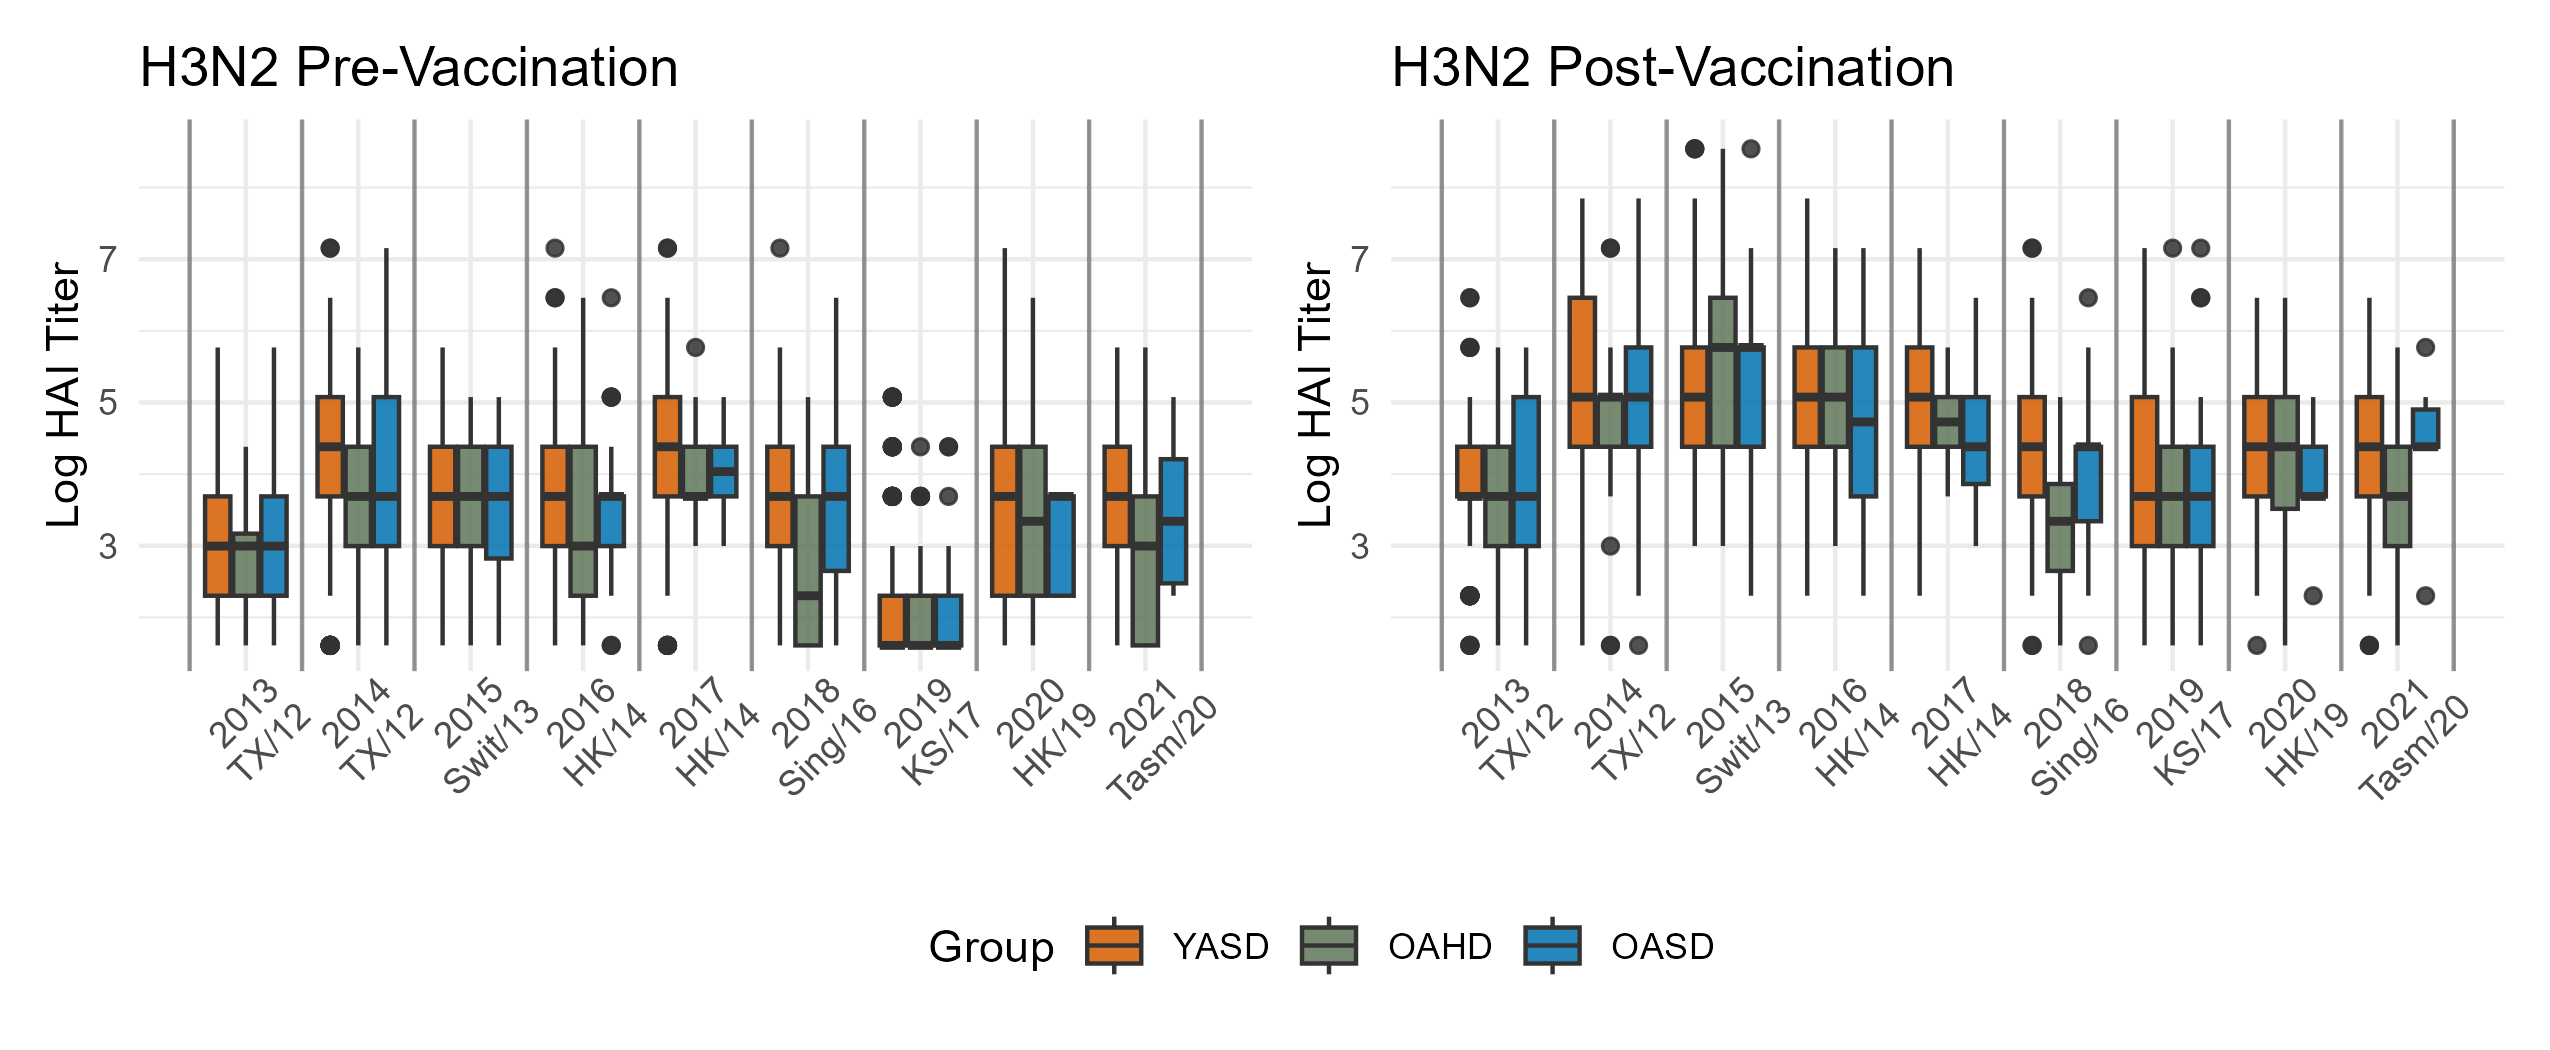 H3N2 Pre-Vaccination
Log HAI Titer
7
5
3
2013
TX/12
2014
TX/12
2015
Swit/13
2016
HK/14
2017
HK/14
2018
Sing/16
2019
KS/17
2020
HK/19
2021
Tasm/20
H3N2 Post-Vaccination
Log HAI Titer
7
5
3
2013
TX/12
2014
TX/12
2015
Swit/13
2016
HK/14
2017
HK/14
2018
Sing/16
2019
KS/17
2020
HK/19
2021
Tasm/20
Group YASD OAHD OASD